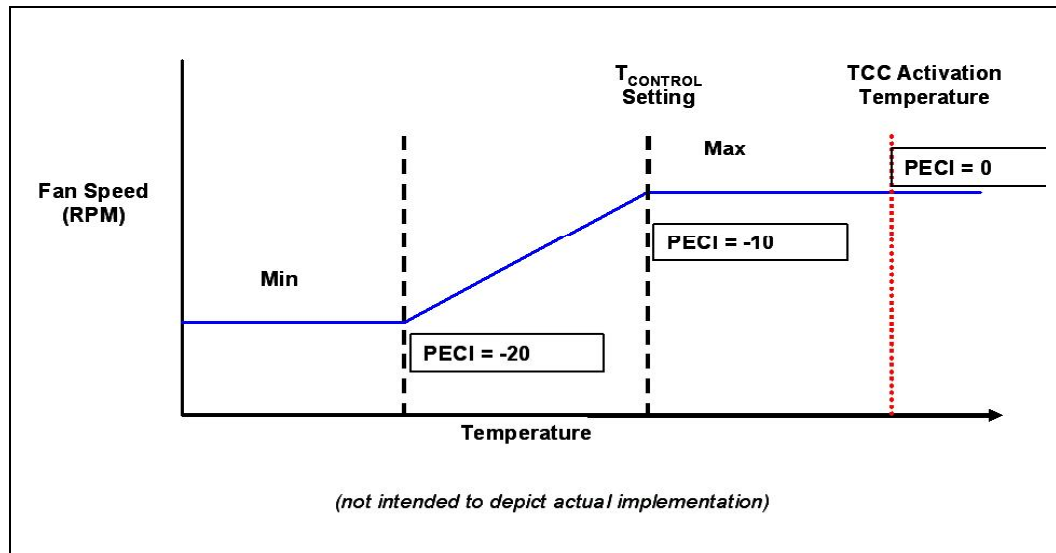 T_CONTROL
Setting
TCC Activation
Temperature
Max
PECI = 0
Fan Speed
(RPM)
PECI = -10
Min
PECI = -20
Temperature
(not intended to depict actual implementation)